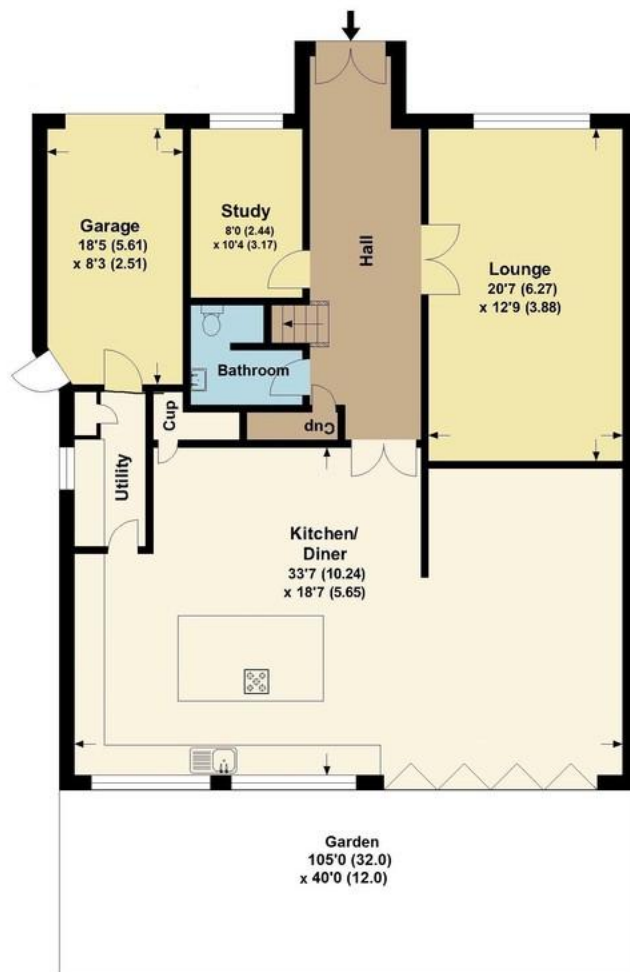 Garage
18'5 (5.61)
x 8'3 (2.51)
Study
8'0 (2.44)
x 10'4 (3.17)
Hall
Lounge
20'7 (6.27)
x 12'9 (3.88)
Bathroom
Cup
Cup
Utility
Kitchen/
Diner
33'7 (10.24)
x 18'7 (5.65)
Garden
105'0 (32.0)
x 40'0 (12.0)